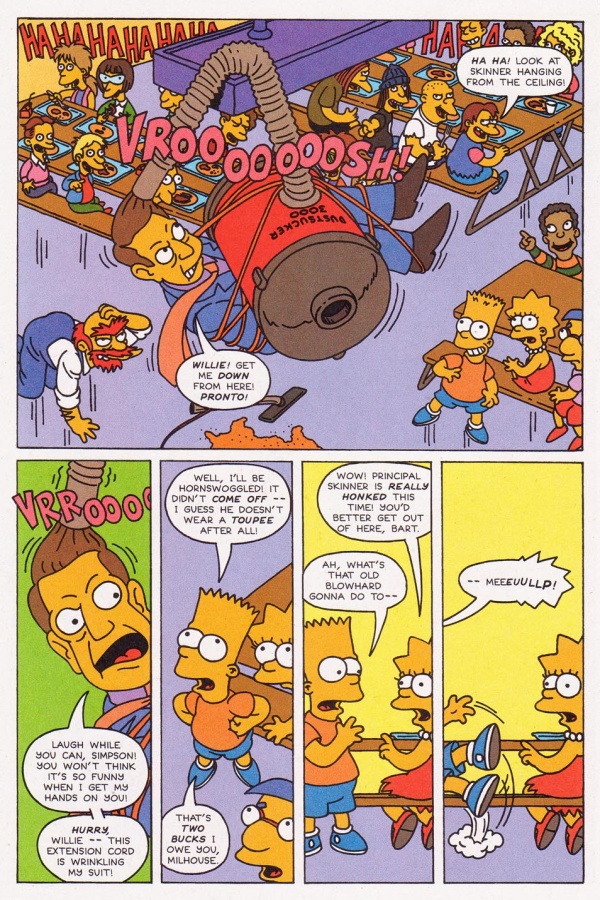 HAHAHAHAHAHAHA
HAHA
HA HA! LOOK AT
SKINNER HANGING
FROM THE CEILING!
VROOOOOOOOSH!
DUSTSUCKER
3000
WILLIE! GET
ME DOWN
FROM HERE!
PRONTO!
VRROOOO
LAUGH WHILE
YOU CAN, SIMPSON!
YOU WON'T THINK
IT'S SO FUNNY
WHEN I GET MY
HANDS ON YOU!
HURRY,
WILLIE -- THIS
EXTENSION CORD
IS WRINKLING
MY SUIT!
WELL, I'LL BE
HORNSWOGGLED! IT
DIDN'T COME OFF --
I GUESS HE DOESN'T
WEAR A TOUPEE
AFTER ALL!
THAT'S
TWO
BUCKS I
OWE YOU,
MILHOUSE.
WOW! PRINCIPAL
SKINNER IS REALLY
HONKED THIS
TIME! YOU'D
BETTER GET OUT
OF HERE, BART.
AH, WHAT'S
THAT OLD
BLOWHARD
GONNA DO TO--
-- MEEEUULLP!